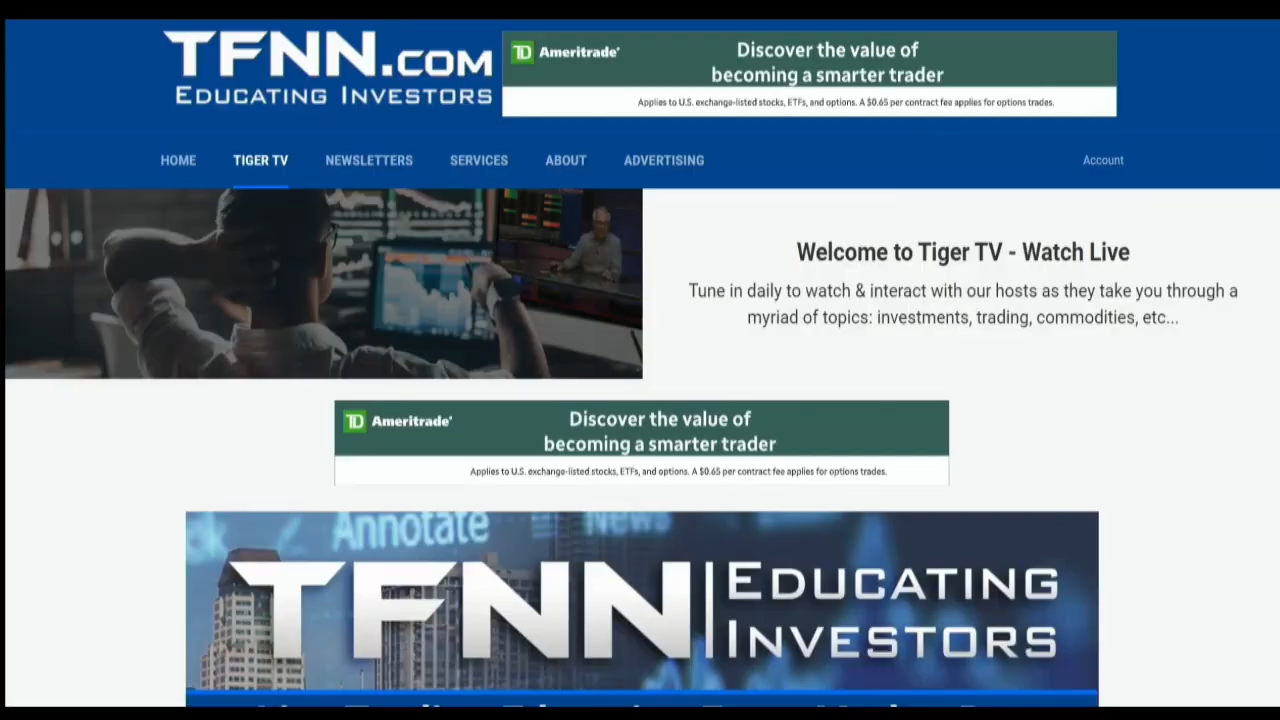 TFNN.COM
EDUCATING INVESTORS
TD Ameritrade
Discover the value of
becoming a smarter trader
Applies to U.S. exchange-listed stocks, ETFs, and options. A $0.65 per contract fee applies for options trades.
HOME TIGER TV NEWSLETTERS SERVICES ABOUT ADVERTISING Account
Welcome to Tiger TV - Watch Live
Tune in daily to watch & interact with our hosts as they take you through a
myriad of topics: investments, trading, commodities, etc...
TD Ameritrade
Discover the value of
becoming a smarter trader
Applies to U.S. exchange-listed stocks, ETFs, and options. A $0.65 per contract fee applies for options trades.
Annotate News
TFNN EDUCATING
INVESTORS